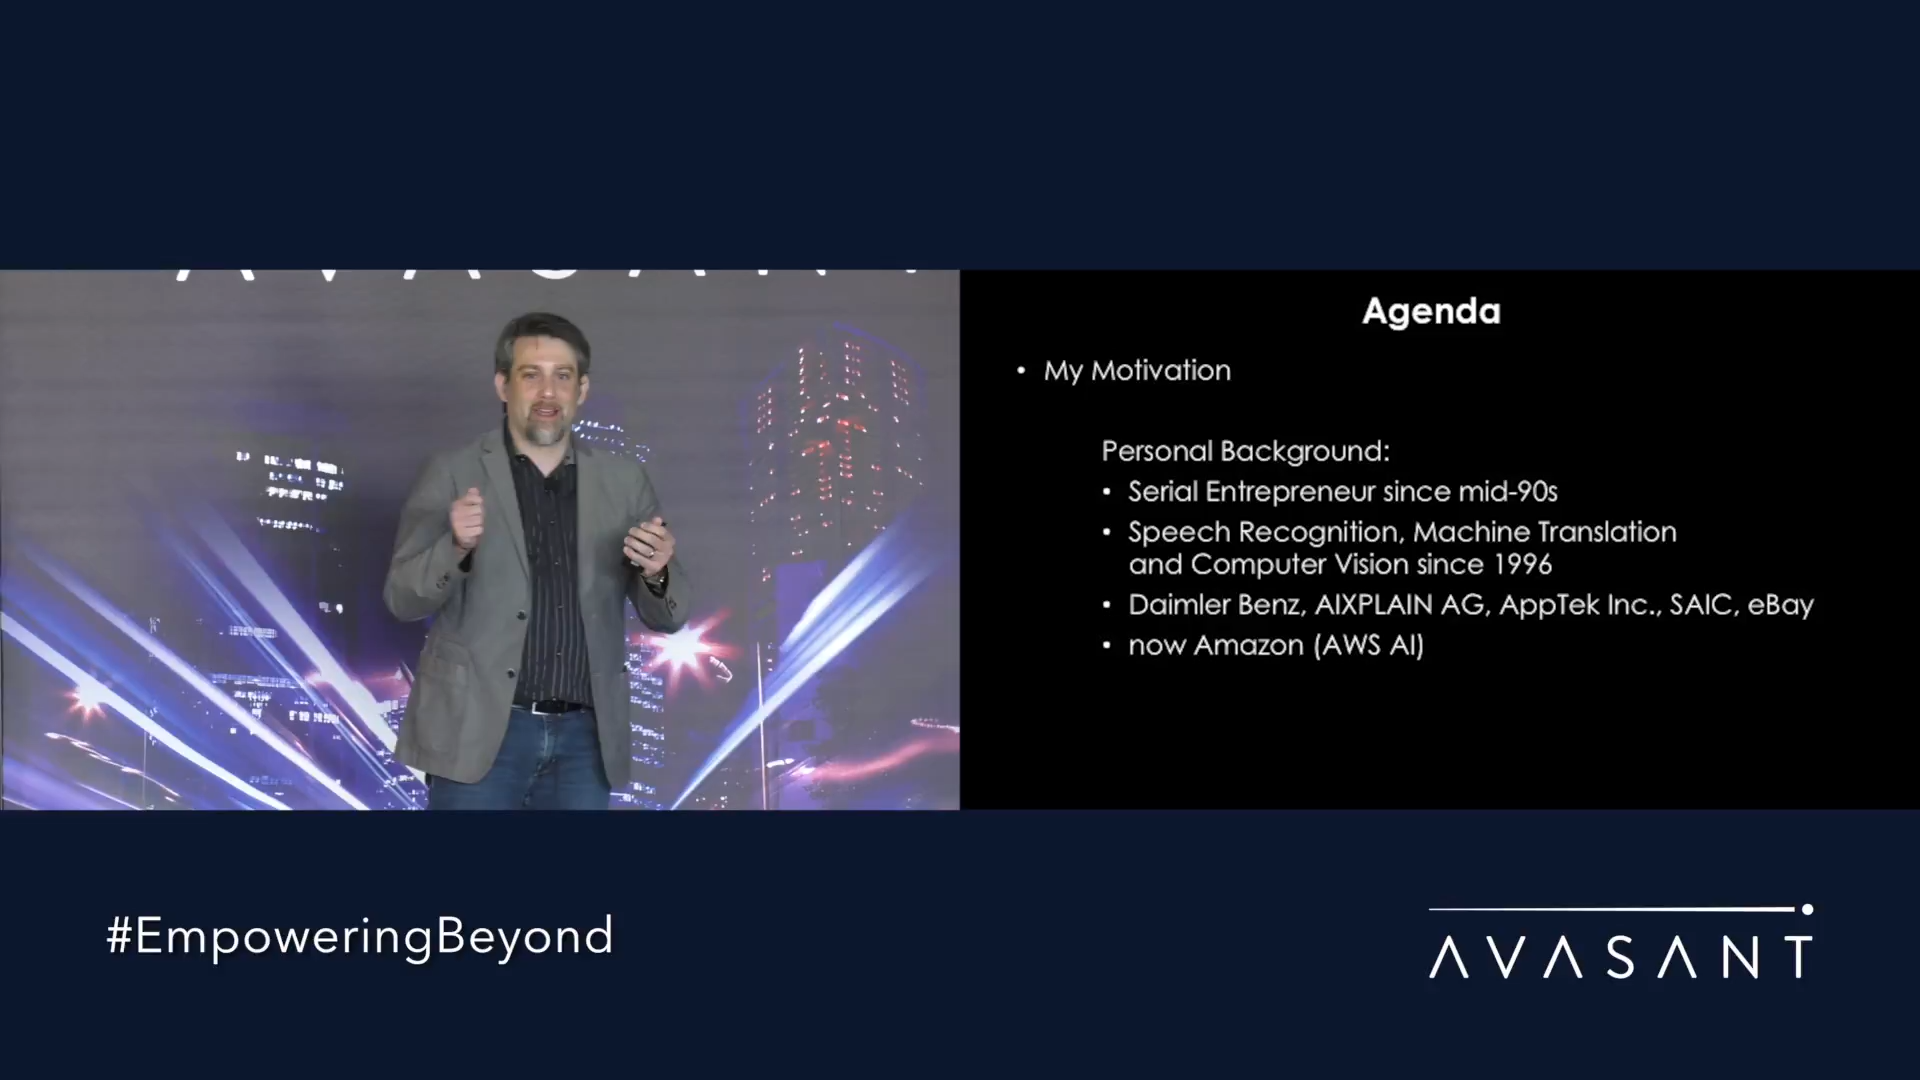 AVASANT
Agenda
• My Motivation
Personal Background:
• Serial Entrepreneur since mid-90s
• Speech Recognition, Machine Translation
and Computer Vision since 1996
• Daimler Benz, AIXPLAIN AG, AppTek Inc., SAIC, eBay
• now Amazon (AWS AI)
#EmpoweringBeyond
AVASANT